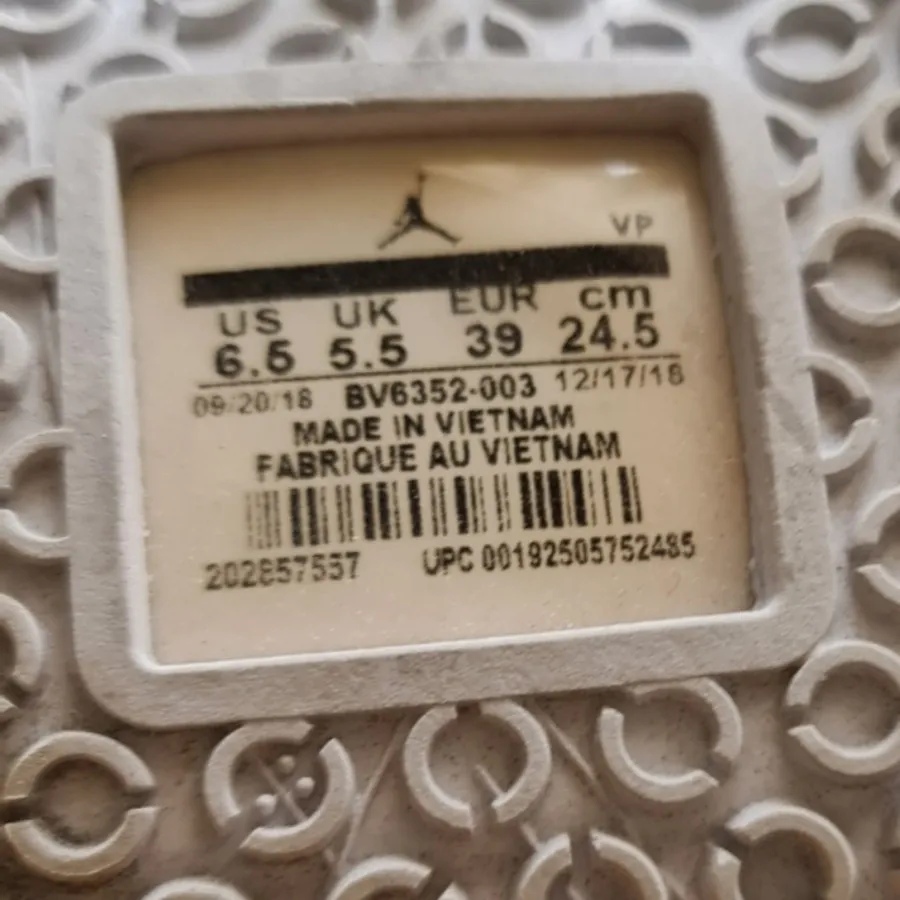 VP
US UK EUR cm
6.5 5.5 39 24.5
09/20/18 BV6352-003 12/17/18
MADE IN VIETNAM
FABRIQUE AU VIETNAM
202857557 UPC 00192505752485